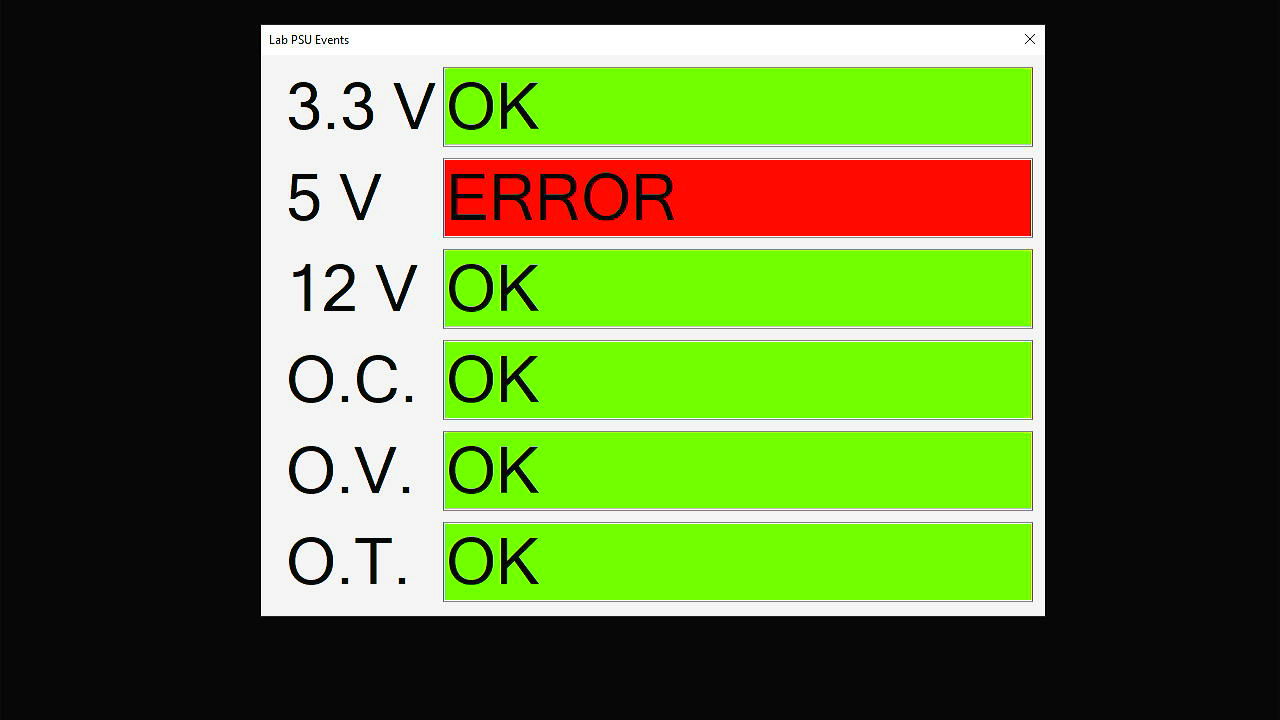 Lab PSU Events
3.3 V OK
5 V ERROR
12 V OK
O.C. OK
O.V. OK
O.T. OK